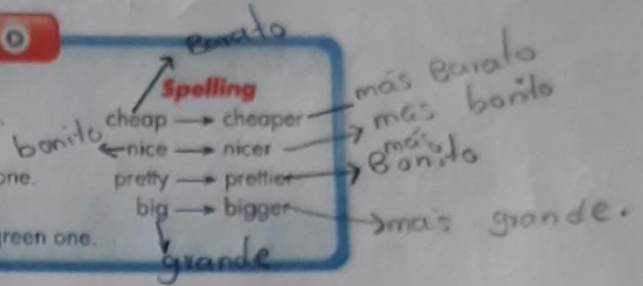 Barato
Spelling
cheap → cheaper más Barato
bonito nice → nicer más bonito
one. pretty → prettier más Bonito
big → bigger mas grande.
reen one.
grande